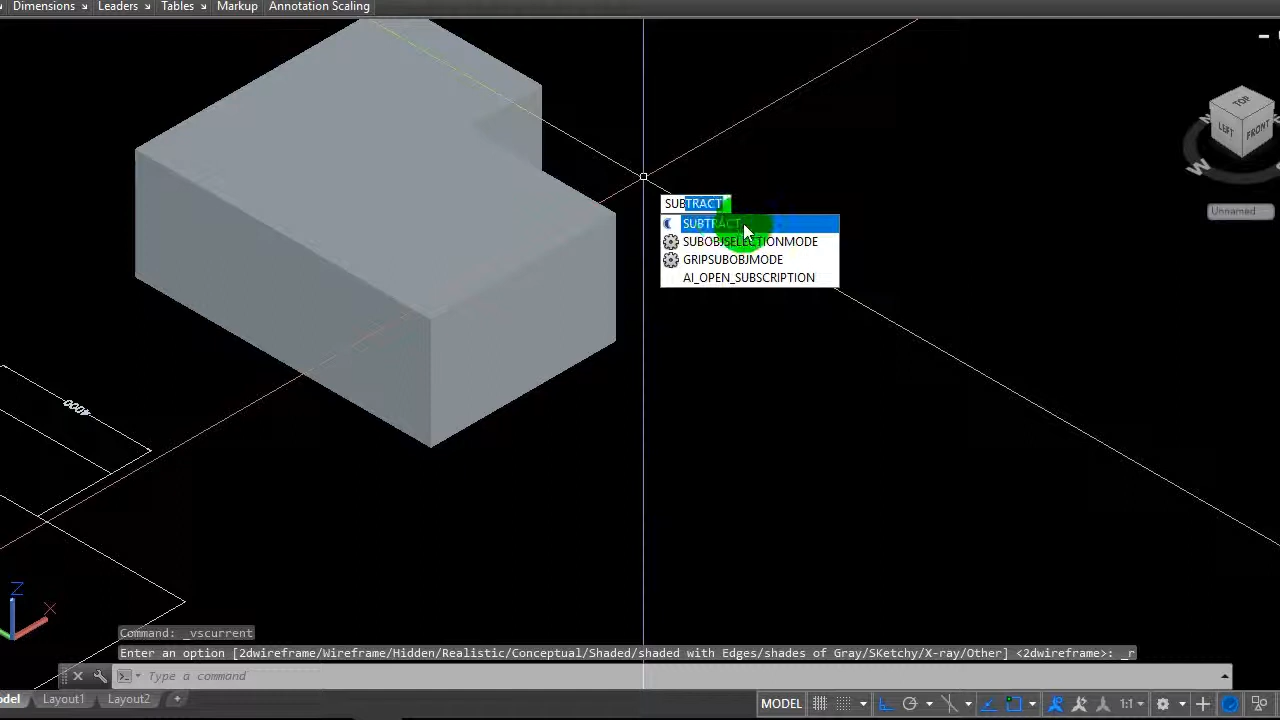 Dimensions
Leaders
Tables
Markup
Annotation Scaling
TOP
LEFT
FRONT
W
Unnamed
SUBTRACT
SUBTRACT
SUBOBJSELECTIONMODE
GRIPSUBOBJMODE
AI_OPEN_SUBSCRIPTION
4000
Z
X
Command: _vscurrent
Enter an option [2dwireframe/Wireframe/Hidden/Realistic/Conceptual/Shaded/shaded with Edges/shades of Gray/SKetchy/X-ray/Other] <2dwireframe>: _r
Type a command
odel
Layout1
Layout2
+
MODEL
1:1